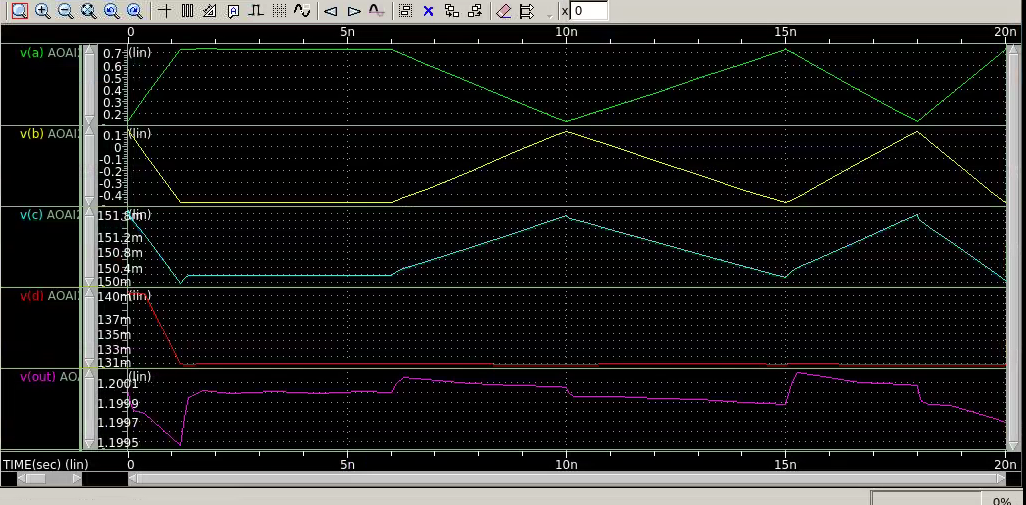 x 0
0 5n 10n 15n 20n
v(a) AOAI
(lin)
0.7
0.6
0.5
0.4
0.3
0.2
v(b) AOAI
(lin)
0.1
0
-0.1
-0.2
-0.3
-0.4
v(c) AOAI
(lin)
151.2m
150.8m
150.4m
150m
v(d) AOAI
(lin)
140m
137m
135m
133m
131m
v(out) AO
(lin)
1.2001
1.1999
1.1997
1.1995
TIME(sec) (lin) 0 5n 10n 15n 20n
0%